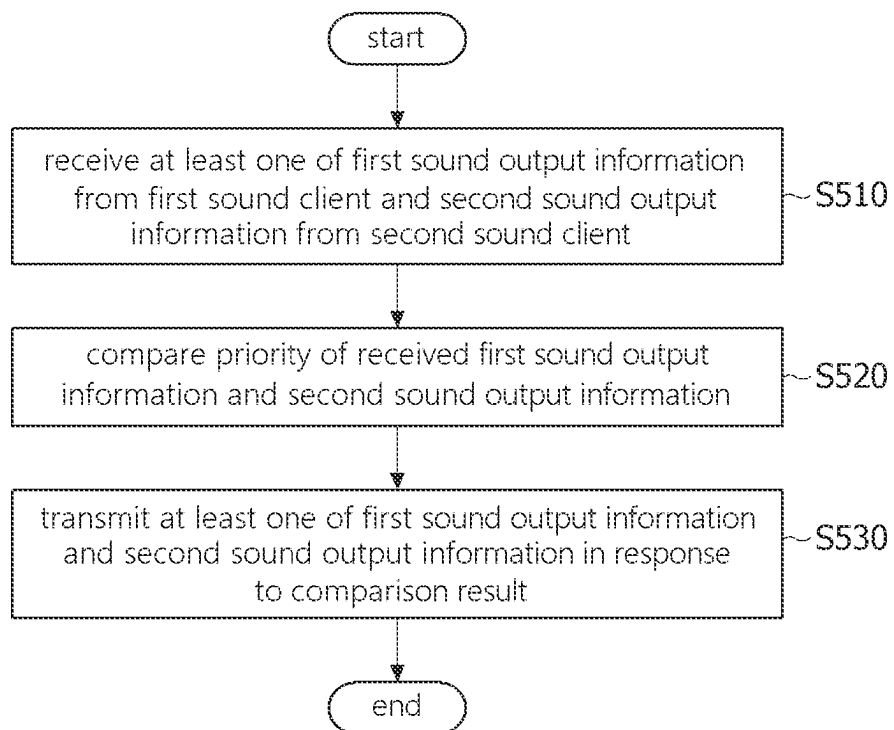 start
receive at least one of first sound output information
from first sound client and second sound output
information from second sound client
S510
compare priority of received first sound output
information and second sound output information
S520
transmit at least one of first sound output information
and second sound output information in response
to comparison result
S530
end